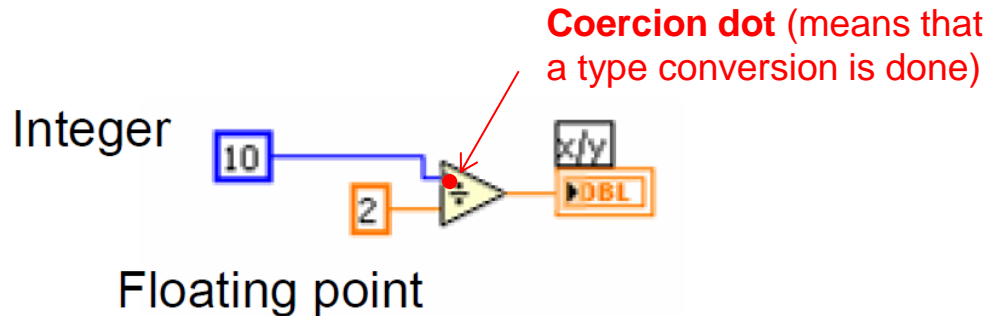 Coercion dot (means that
a type conversion is done)
Integer
10
x/y
÷
DBL
2
Floating point